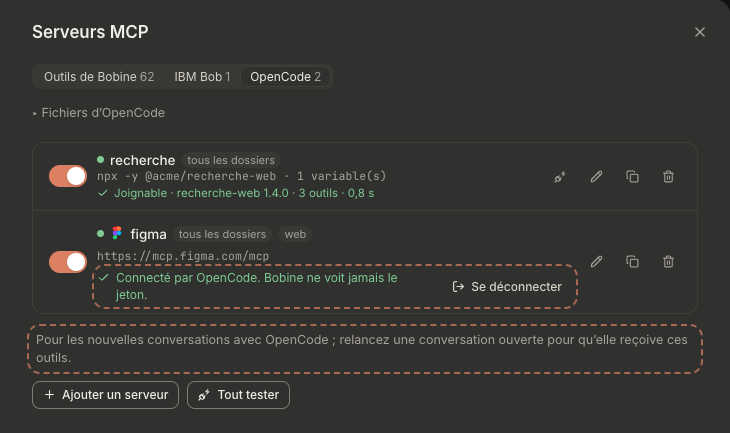 Serveurs MCP
Outils de Bobine 62 IBM Bob 1 OpenCode 2
Fichiers d'OpenCode
recherche tous les dossiers
npx -y @acme/recherche-web · 1 variable(s)
Joignable · recherche-web 1.4.0 · 3 outils · 0,8 s
figma tous les dossiers web
https://mcp.figma.com/mcp
Connecté par OpenCode. Bobine ne voit jamais le
jeton.
Se déconnecter
Pour les nouvelles conversations avec OpenCode ; relancez une conversation ouverte pour qu'elle reçoive ces
outils.
Ajouter un serveur Tout tester